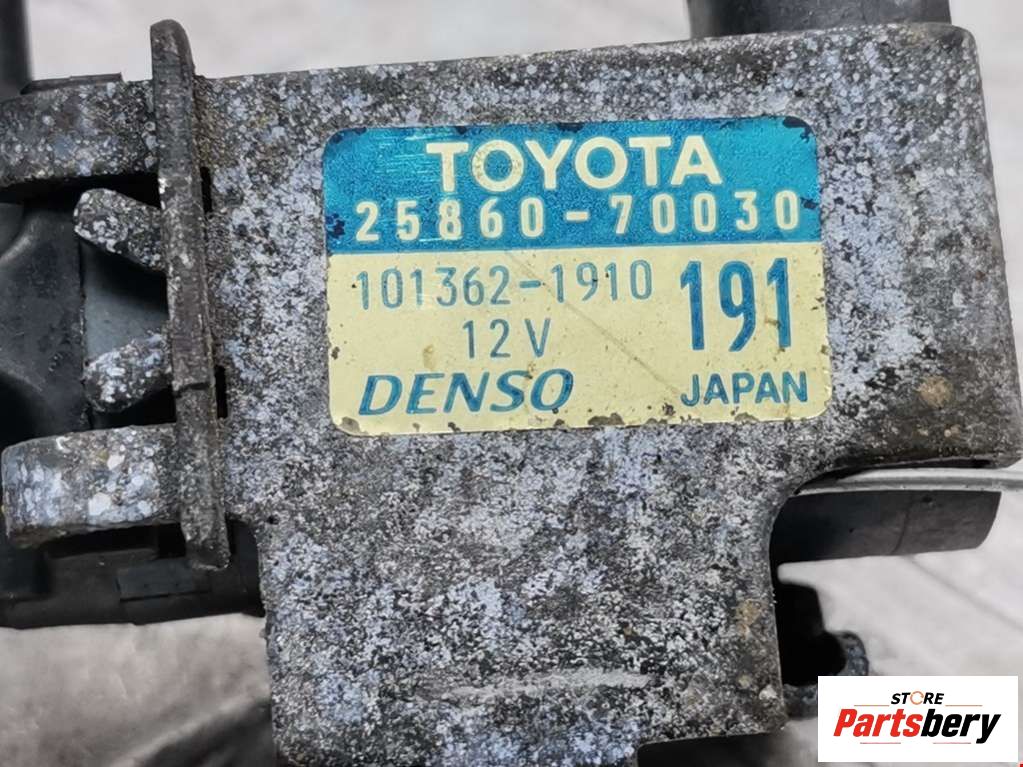 TOYOTA
25860-70030
101362-1910 191
12V
DENSO JAPAN
STORE
Partsbery